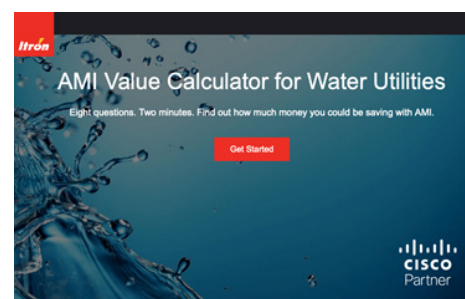 Itrón
AMI Value Calculator for Water Utilities
Eight questions. Two minutes. Find out how much money you could be saving with AMI.
Get Started
CISCO
Partner